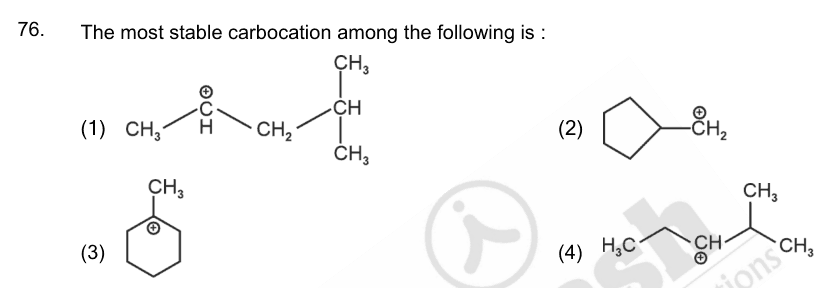 76. The most stable carbocation among the following is :
(1) CH₃ C⊕ H CH₂ CH CH₃ CH₃
(2) ⊕ CH₂
(3) CH₃ ⊕
(4) H₃C CH ⊕ CH₃ CH₃